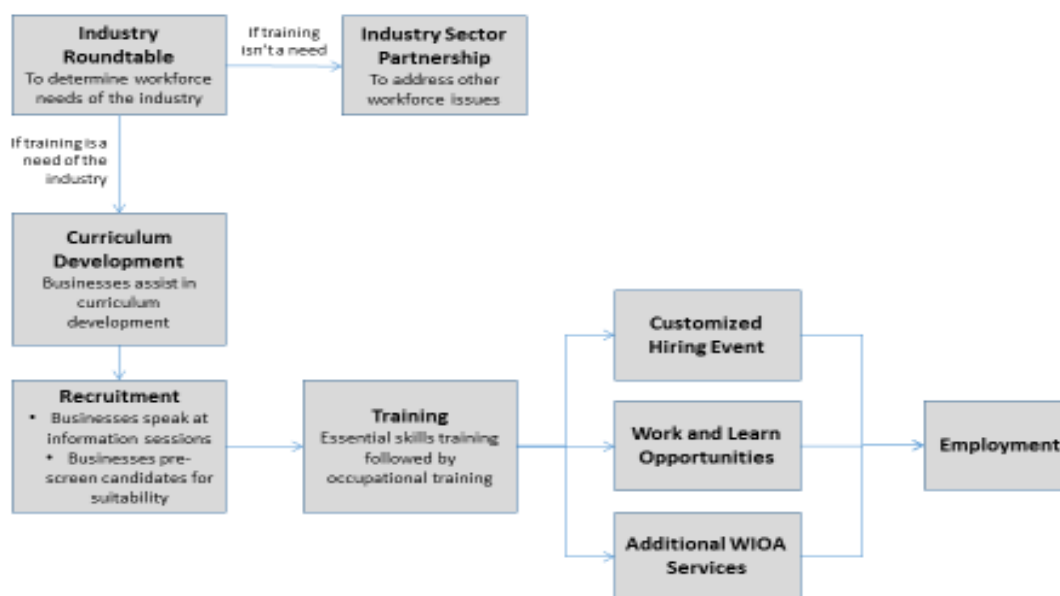 Industry
Roundtable
To determine workforce
needs of the industry
If training
isn't a need
Industry Sector
Partnership
To address other
workforce issues
If training is a
need of the
industry
Curriculum
Development
Businesses assist in
curriculum
development
Recruitment
• Businesses speak at
information sessions
• Businesses pre-
screen candidates for
suitability
Training
Essential skills training
followed by
occupational training
Customized
Hiring Event
Work and Learn
Opportunities
Additional WIOA
Services
Employment